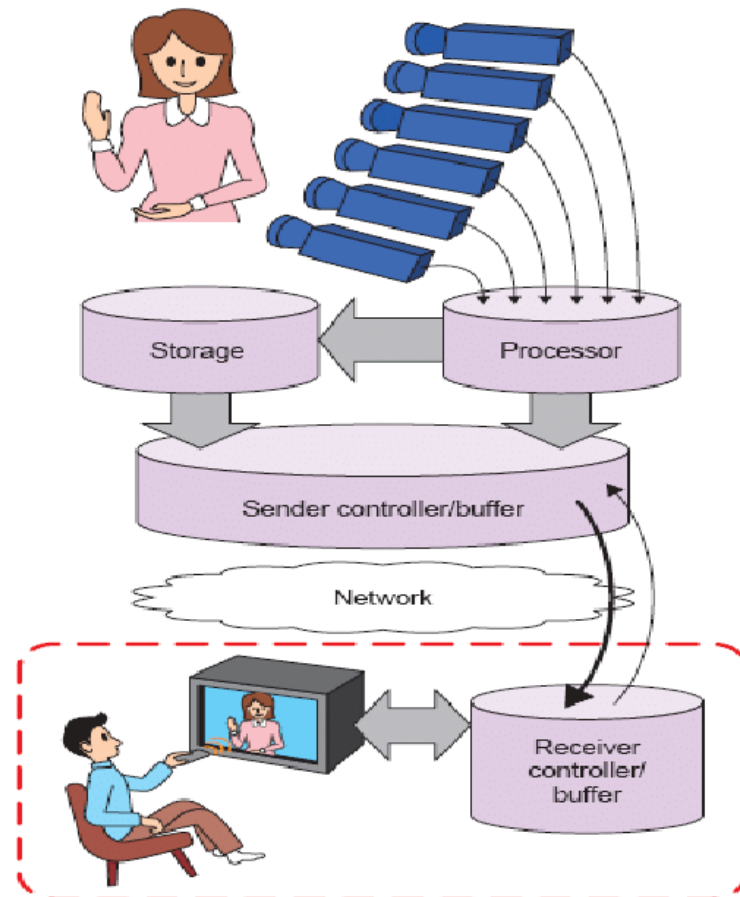 Storage
Processor
Sender controller/buffer
Network
Receiver
controller/
buffer